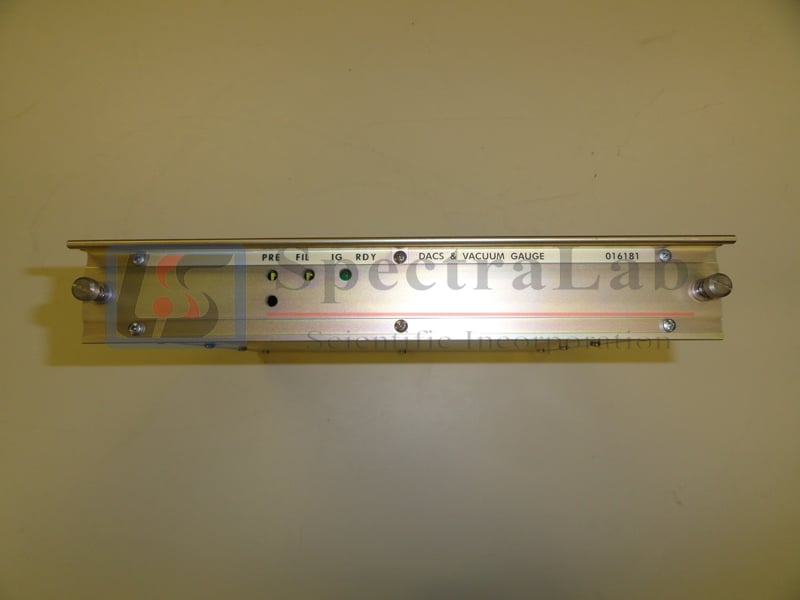 PRE FIL IG RDY DACS & VACUUM GAUGE 016181
SpectraLab
Scientific Incorporation